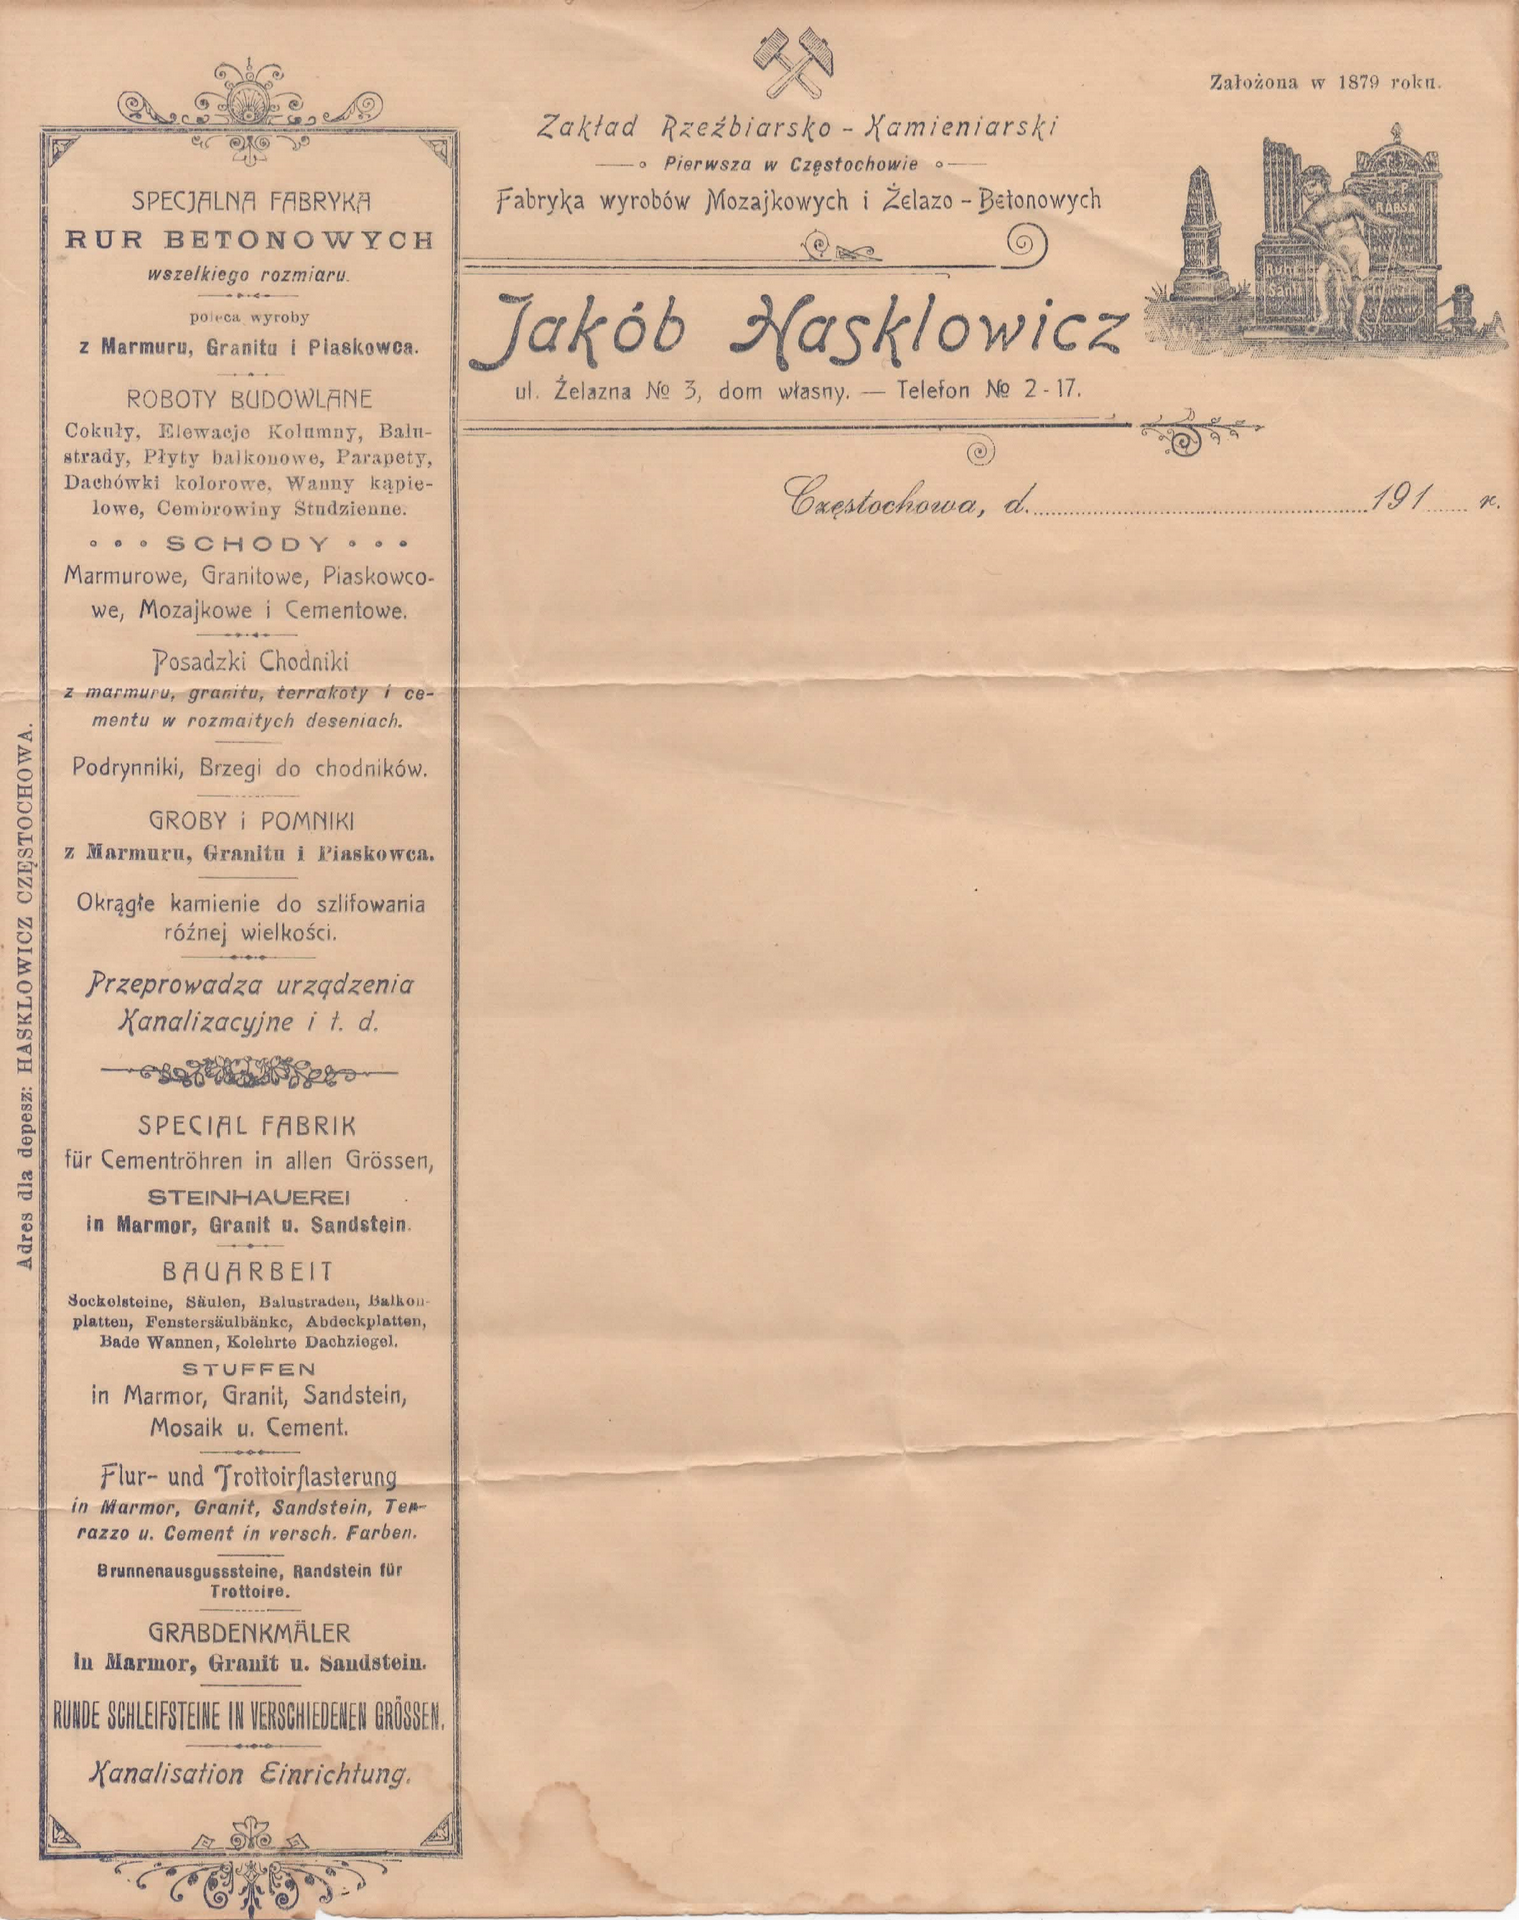 Założona w 1879 roku.
Zakład Rzeźbiarsko - Kamieniarski
Pierwsza w Częstochowie
Fabryka wyrobów Mozajkowych i Żelazo - Betonowych
Jakób Hasklowicz
ul. Żelazna № 3, dom własny. — Telefon № 2 - 17.
Częstochowa, d. 191 r.
SPECJALNA FABRYKA
RUR BETONOWYCH
wszelkiego rozmiaru.
poleca wyroby
z Marmuru, Granitu i Piaskowca.
ROBOTY BUDOWLANE
Cokuły, Elewacje Kolumny, Balu-
strady, Płyty balkonowe, Parapety,
Dachówki kolorowe, Wanny kąpie-
lowe, Cembrowiny Studzienne.
SCHODY
Marmurowe, Granitowe, Piaskowco-
we, Mozajkowe i Cementowe.
Posadzki Chodniki
z marmuru, granitu, terrakoty i ce-
mentu w rozmaitych deseniach.
Podrynniki, Brzegi do chodników.
GROBY i POMNIKI
z Marmuru, Granitu i Piaskowca.
Okrągłe kamienie do szlifowania
różnej wielkości.
Przeprowadza urządzenia
Kanalizacyjne i t. d.
SPECIAL FABRIK
für Cementröhren in allen Grössen,
STEINHAUEREI
in Marmor, Granit u. Sandstein.
BAUARBEIT
Sockelsteine, Säulen, Balustraden, Balkon-
platten, Fenstersäulbänke, Abdeckplatten,
Bade Wannen, Kolehrte Dachziegel.
STUFFEN
in Marmor, Granit, Sandstein,
Mosaik u. Cement.
Flur- und Trottoirflasterung
in Marmor, Granit, Sandstein, Ter-
razzo u. Cement in versch. Farben.
Brunnenausgusssteine, Randstein für
Trottoire.
GRABDENKMÄLER
in Marmor, Granit u. Sandstein.
RUNDE SCHLEIFSTEINE IN VERSCHIEDENEN GRÖSSEN.
Kanalisation Einrichtung.
Adres dla depesz: HASKLOWICZ CZĘSTOCHOWA.